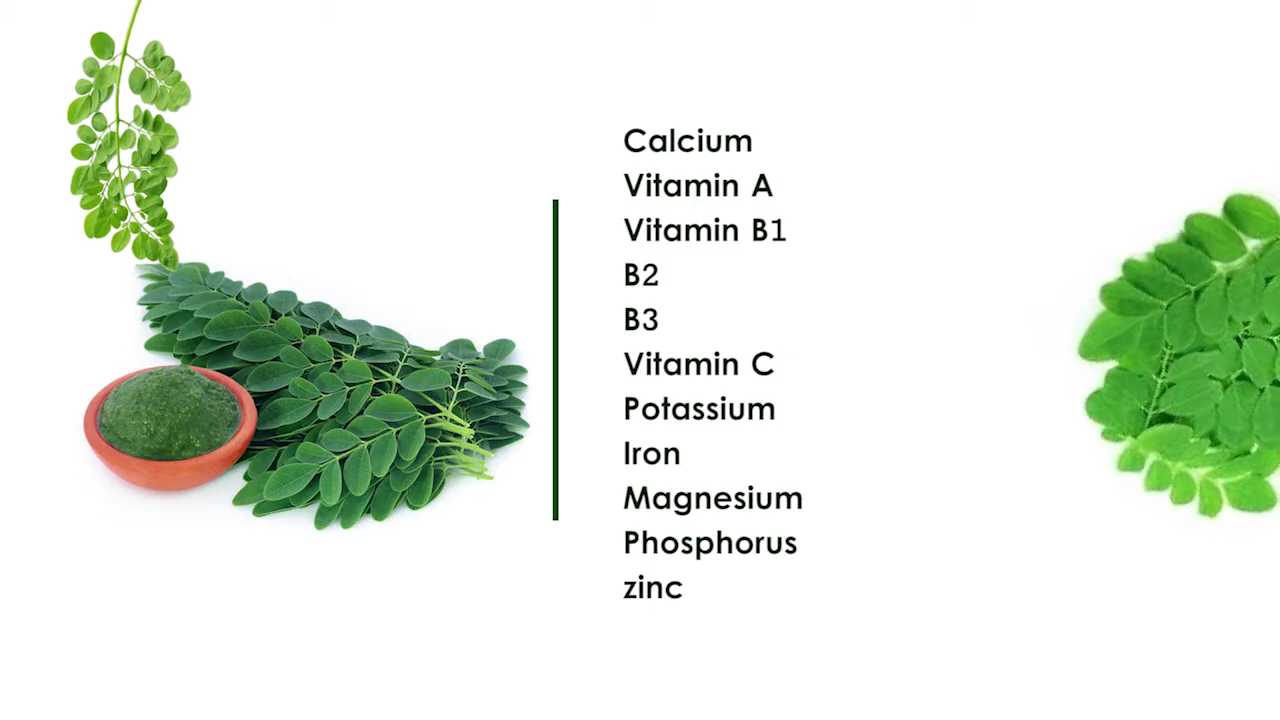 Calcium
Vitamin A
Vitamin B1
B2
B3
Vitamin C
Potassium
Iron
Magnesium
Phosphorus
zinc